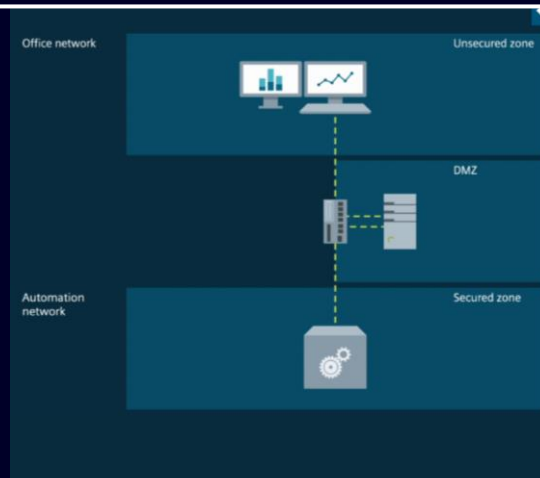 Office network
Unsecured zone
DMZ
Automation
network
Secured zone